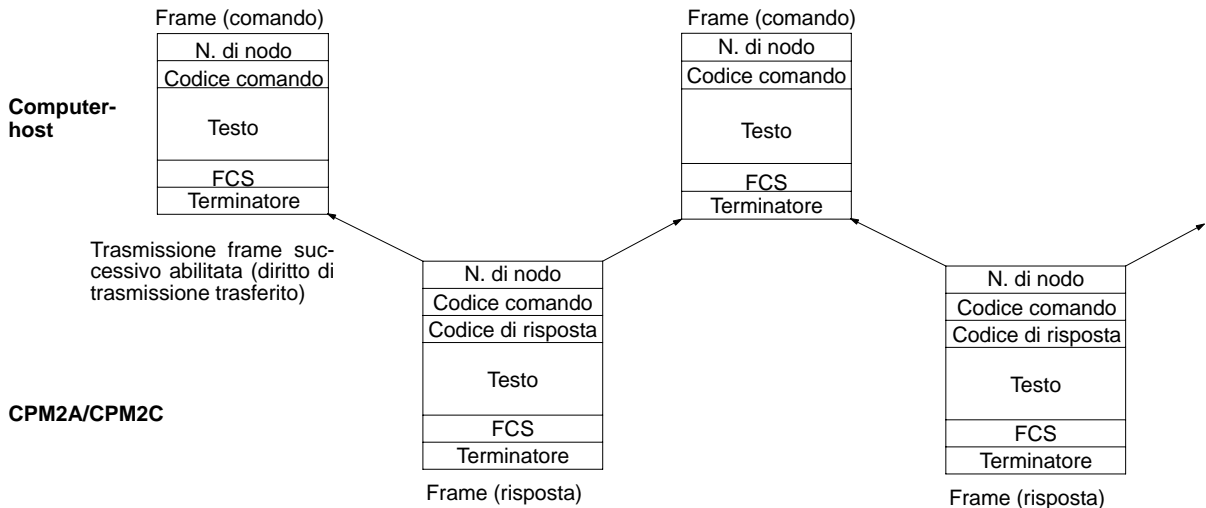 Frame (comando)
N. di nodo
Codice comando
Testo
FCS
Terminatore
Computer-
host
Frame (comando)
N. di nodo
Codice comando
Testo
FCS
Terminatore
Trasmissione frame suc-
cessivo abilitata (diritto di
trasmissione trasferito)
N. di nodo
Codice comando
Codice di risposta
Testo
FCS
Terminatore
Frame (risposta)
CPM2A/CPM2C
N. di nodo
Codice comando
Codice di risposta
Testo
FCS
Terminatore
Frame (risposta)